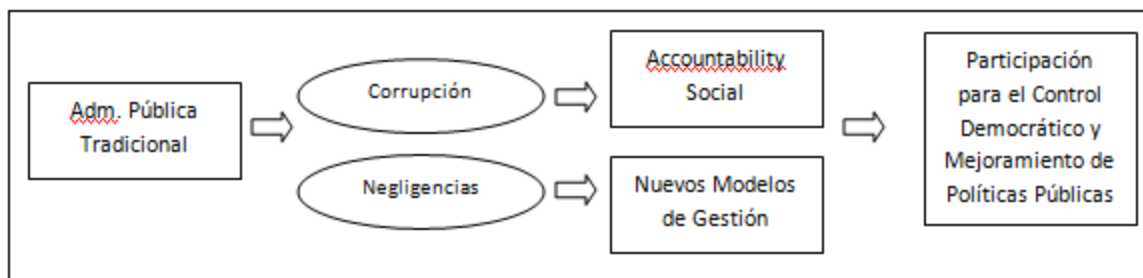 Adm. Pública
Tradicional
Corrupción
Negligencias
Accountability
Social
Nuevos Modelos
de Gestión
Participación
para el Control
Democrático y
Mejoramiento de
Políticas Públicas